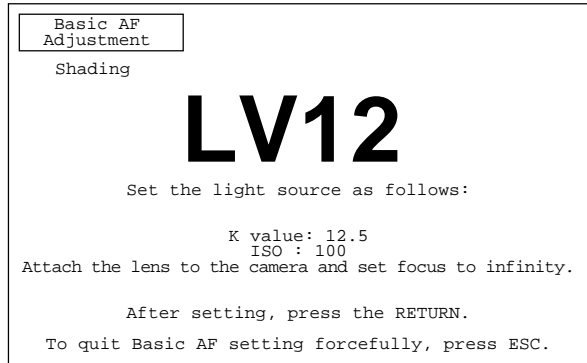 Basic AF
Adjustment
Shading
LV12
Set the light source as follows:
K value: 12.5
ISO : 100
Attach the lens to the camera and set focus to infinity.
After setting, press the RETURN.
To quit Basic AF setting forcefully, press ESC.